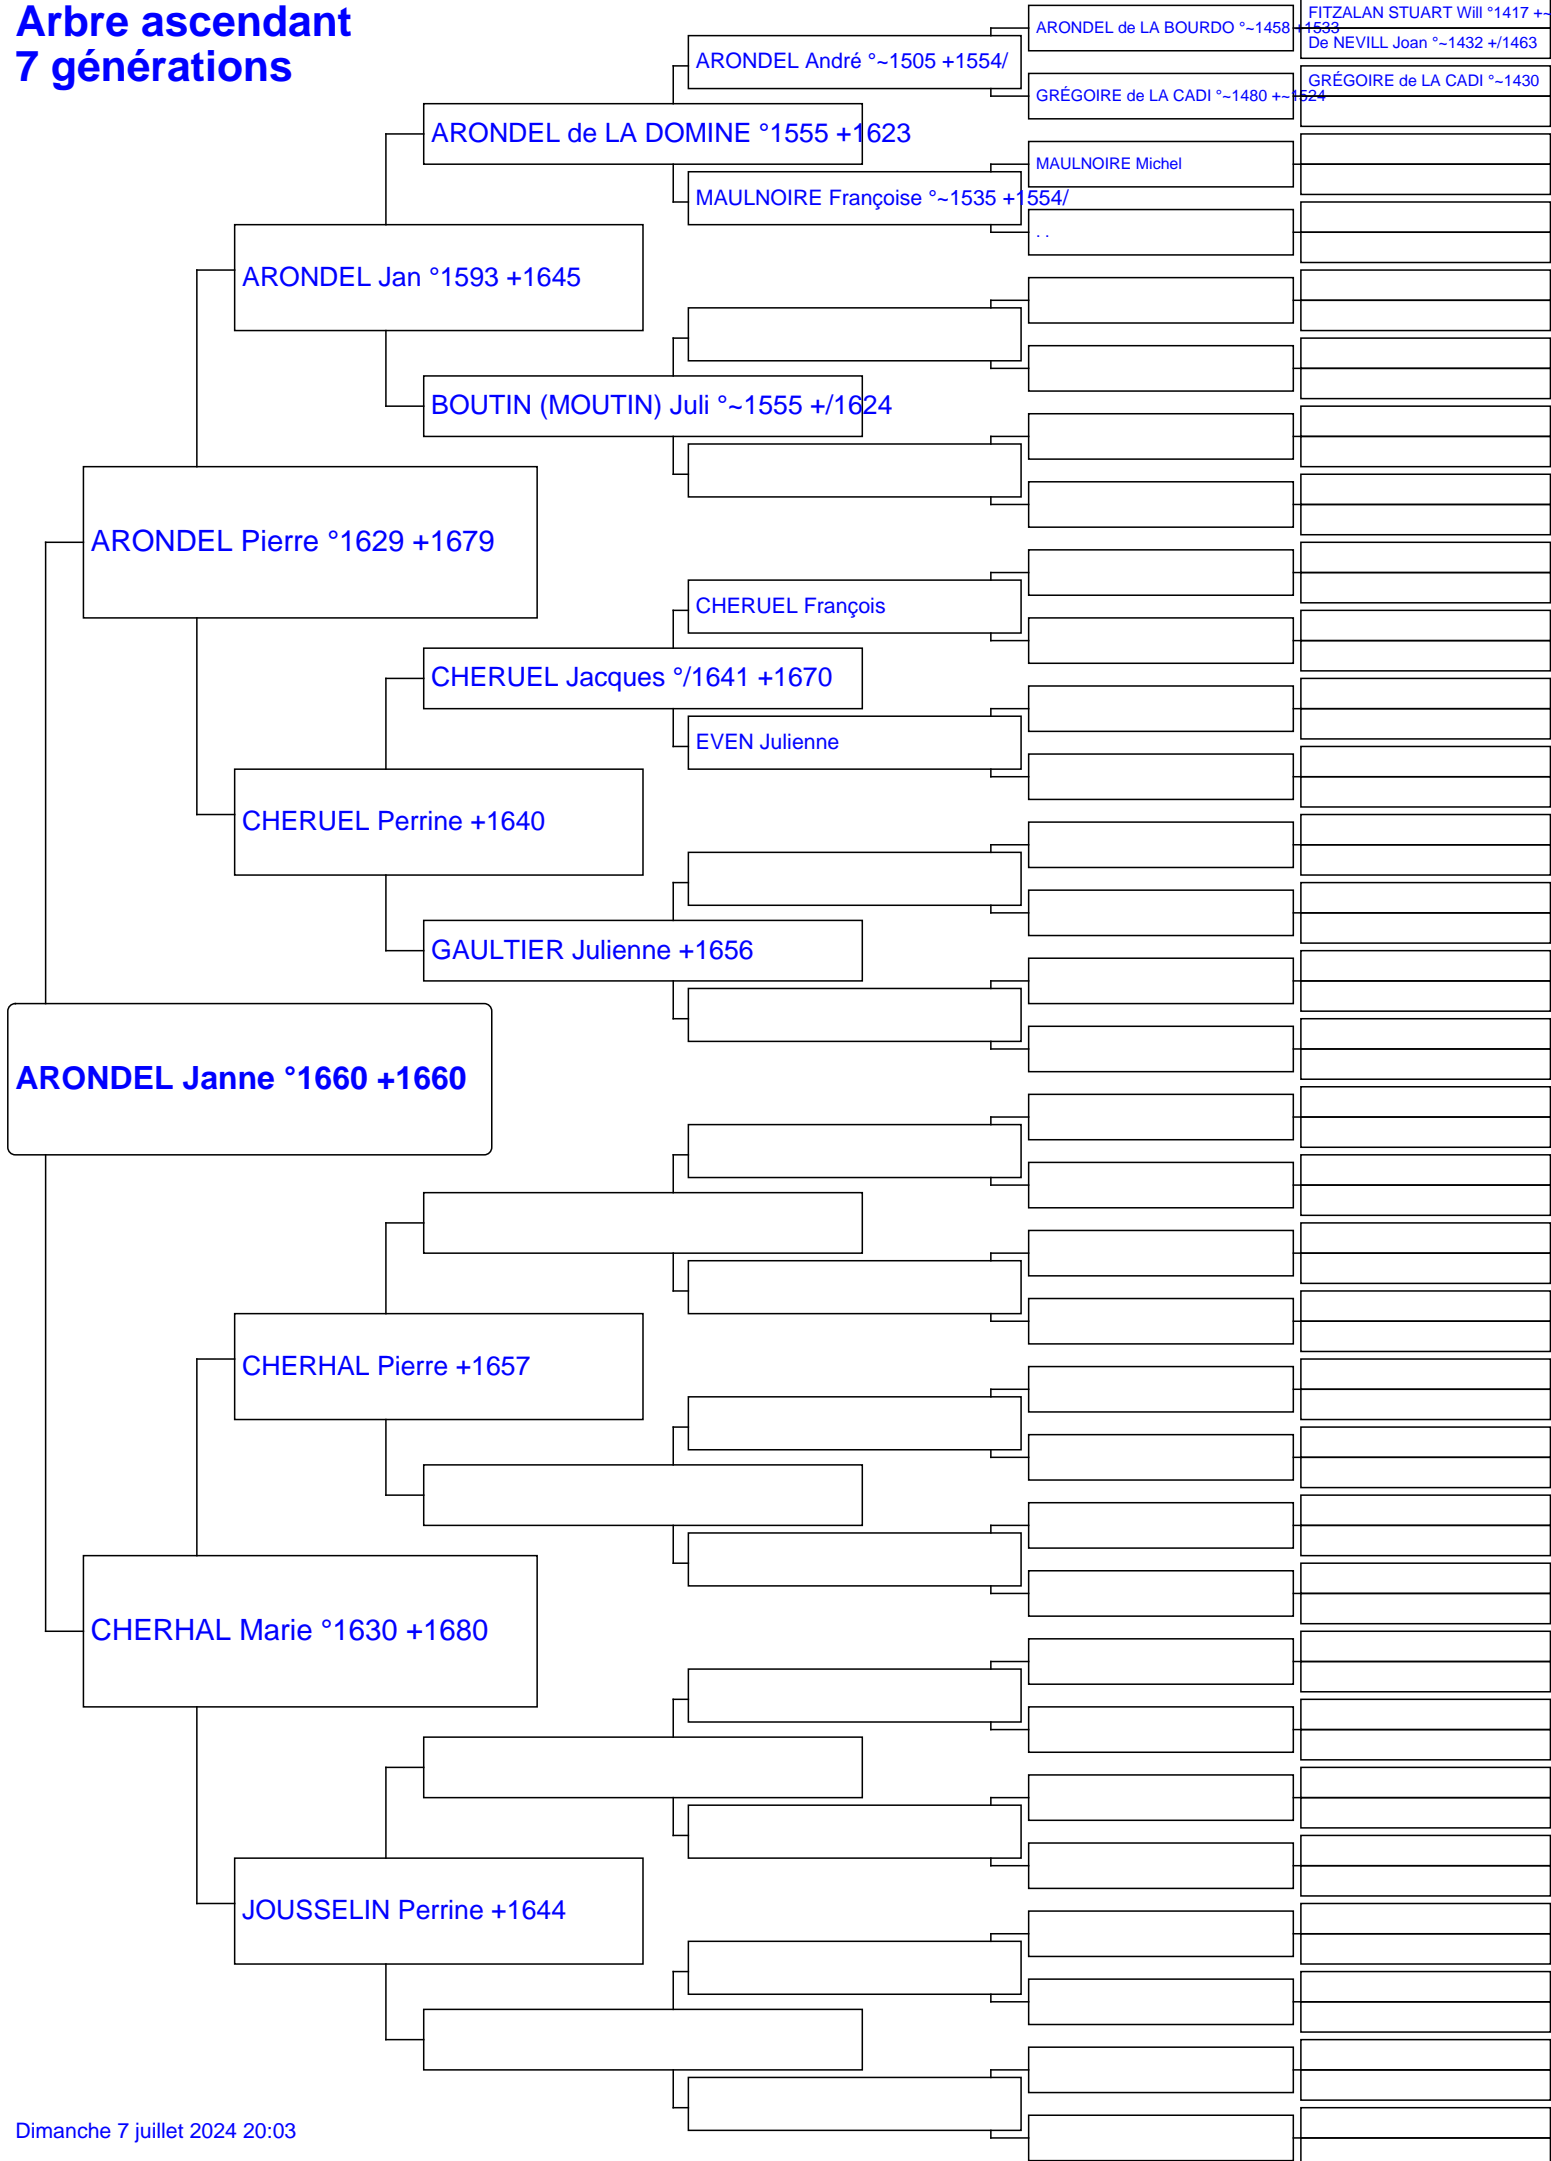 Arbre ascendant
7 générations
FITZALAN STUART Will °1417 +~
ARONDEL de LA BOURDO °~1458 +1533
De NEVILL Joan °~1432 +/1463
ARONDEL André °~1505 +1554/
GRÉGOIRE de LA CADI °~1430
GRÉGOIRE de LA CADI °~1480 +~1524
ARONDEL de LA DOMINE °1555 +1623
MAULNOIRE Michel
MAULNOIRE Françoise °~1535 +1554/
. .
ARONDEL Jan °1593 +1645
BOUTIN (MOUTIN) Juli °~1555 +/1624
ARONDEL Pierre °1629 +1679
CHERUEL François
CHERUEL Jacques °/1641 +1670
EVEN Julienne
CHERUEL Perrine +1640
GAULTIER Julienne +1656
ARONDEL Janne °1660 +1660
CHERHAL Pierre +1657
CHERHAL Marie °1630 +1680
JOUSSELIN Perrine +1644
Dimanche 7 juillet 2024 20:03